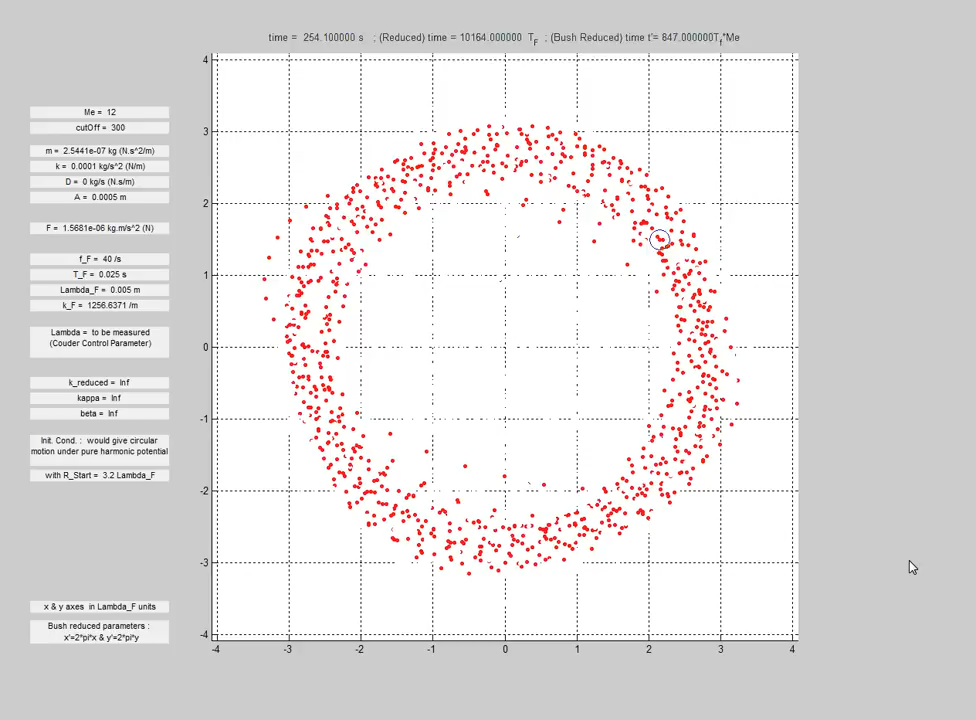 time =  254.100000 s   ; (Reduced) time = 10164.000000  T_F  ; (Bush Reduced) time t'= 847.000000T_f*Me
Me =  12
cutOff =  300
m =  2.5441e-07 kg (N.s^2/m)
k =  0.0001 kg/s^2 (N/m)
D =  0 kg/s (N.s/m)
A =  0.0005 m
F =  1.5681e-06 kg.m/s^2 (N)
f_F =  40 /s
T_F =  0.025 s
Lambda_F =  0.005 m
k_F =  1256.6371 /m
Lambda =  to be measured
(Couder Control Parameter)
k_reduced =  Inf
kappa =  Inf
beta =  Inf
Init. Cond. :  would give circular
motion under pure harmonic potential
with R_Start =  3.2 Lambda_F
x & y axes  in Lambda_F units
Bush reduced parameters :
x'=2*pi*x & y'=2*pi*y
4
3
2
1
0
-1
-2
-3
-4
-4 -3 -2 -1 0 1 2 3 4